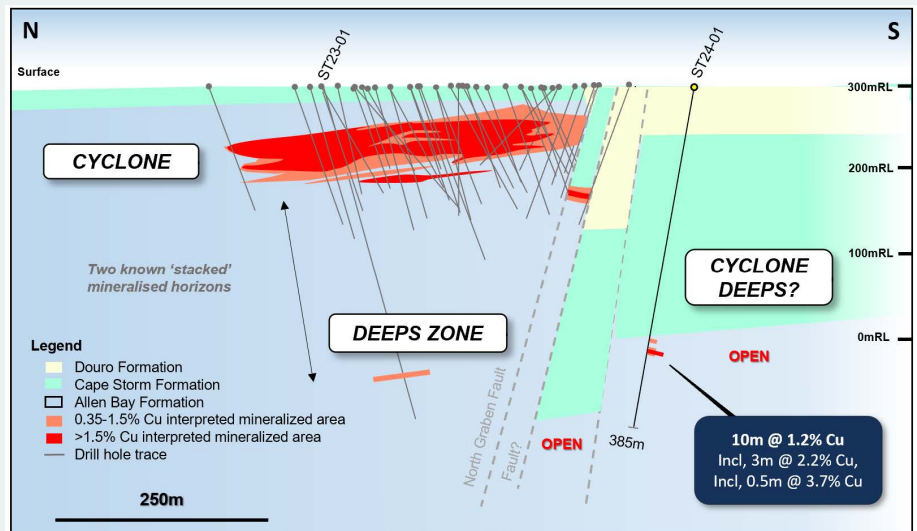 N
S
ST23-01
ST24-01
Surface
300mRL
CYCLONE
200mRL
100mRL
Two known ‘stacked’
mineralised horizons
CYCLONE
DEEPS?
DEEPS ZONE
0mRL
OPEN
Legend
Douro Formation
Cape Storm Formation
Allen Bay Formation
0.35-1.5% Cu interpreted mineralized area
>1.5% Cu interpreted mineralized area
Drill hole trace
North Graben Fault
Fault?
OPEN
385m
10m @ 1.2% Cu
Incl, 3m @ 2.2% Cu,
Incl, 0.5m @ 3.7% Cu
250m